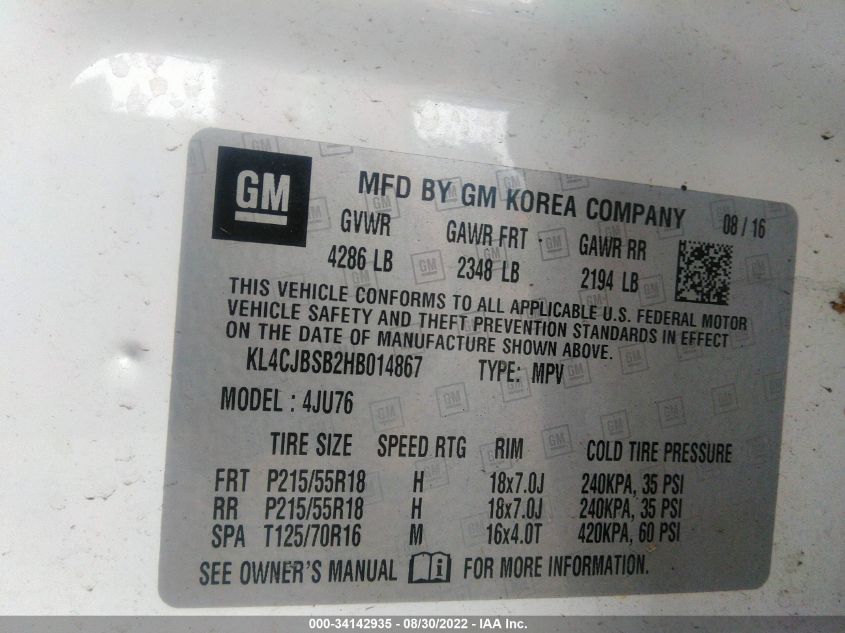 GM
MFD BY GM KOREA COMPANY 08 / 16
GVWR GAWR FRT GAWR RR
4286 LB 2348 LB 2194 LB
THIS VEHICLE CONFORMS TO ALL APPLICABLE U.S. FEDERAL MOTOR
VEHICLE SAFETY AND THEFT PREVENTION STANDARDS IN EFFECT
ON THE DATE OF MANUFACTURE SHOWN ABOVE.
KL4CJBSB2HB014867 TYPE: MPV
MODEL : 4JU76
TIRE SIZE SPEED RTG RIM COLD TIRE PRESSURE
FRT P215/55R18 H 18x7.0J 240KPA, 35 PSI
RR P215/55R18 H 18x7.0J 240KPA, 35 PSI
SPA T125/70R16 M 16x4.0T 420KPA, 60 PSI
SEE OWNER'S MANUAL FOR MORE INFORMATION.
000-34142935 - 08/30/2022 - IAA Inc.